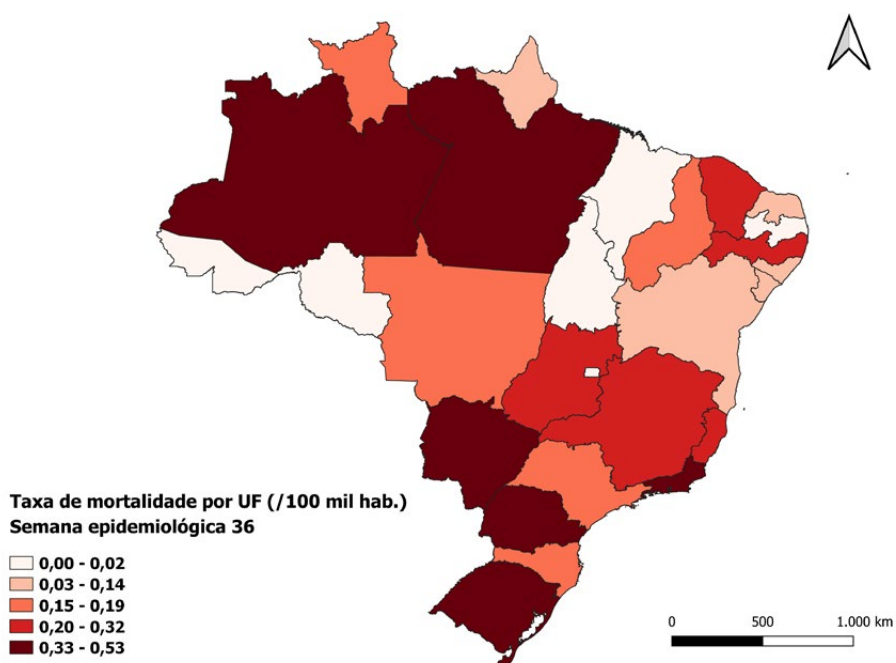 Taxa de mortalidade por UF (/100 mil hab.)
Semana epidemiológica 36
0,00 - 0,02
0,03 - 0,14
0,15 - 0,19
0,20 - 0,32
0,33 - 0,53
0 500 1.000 km